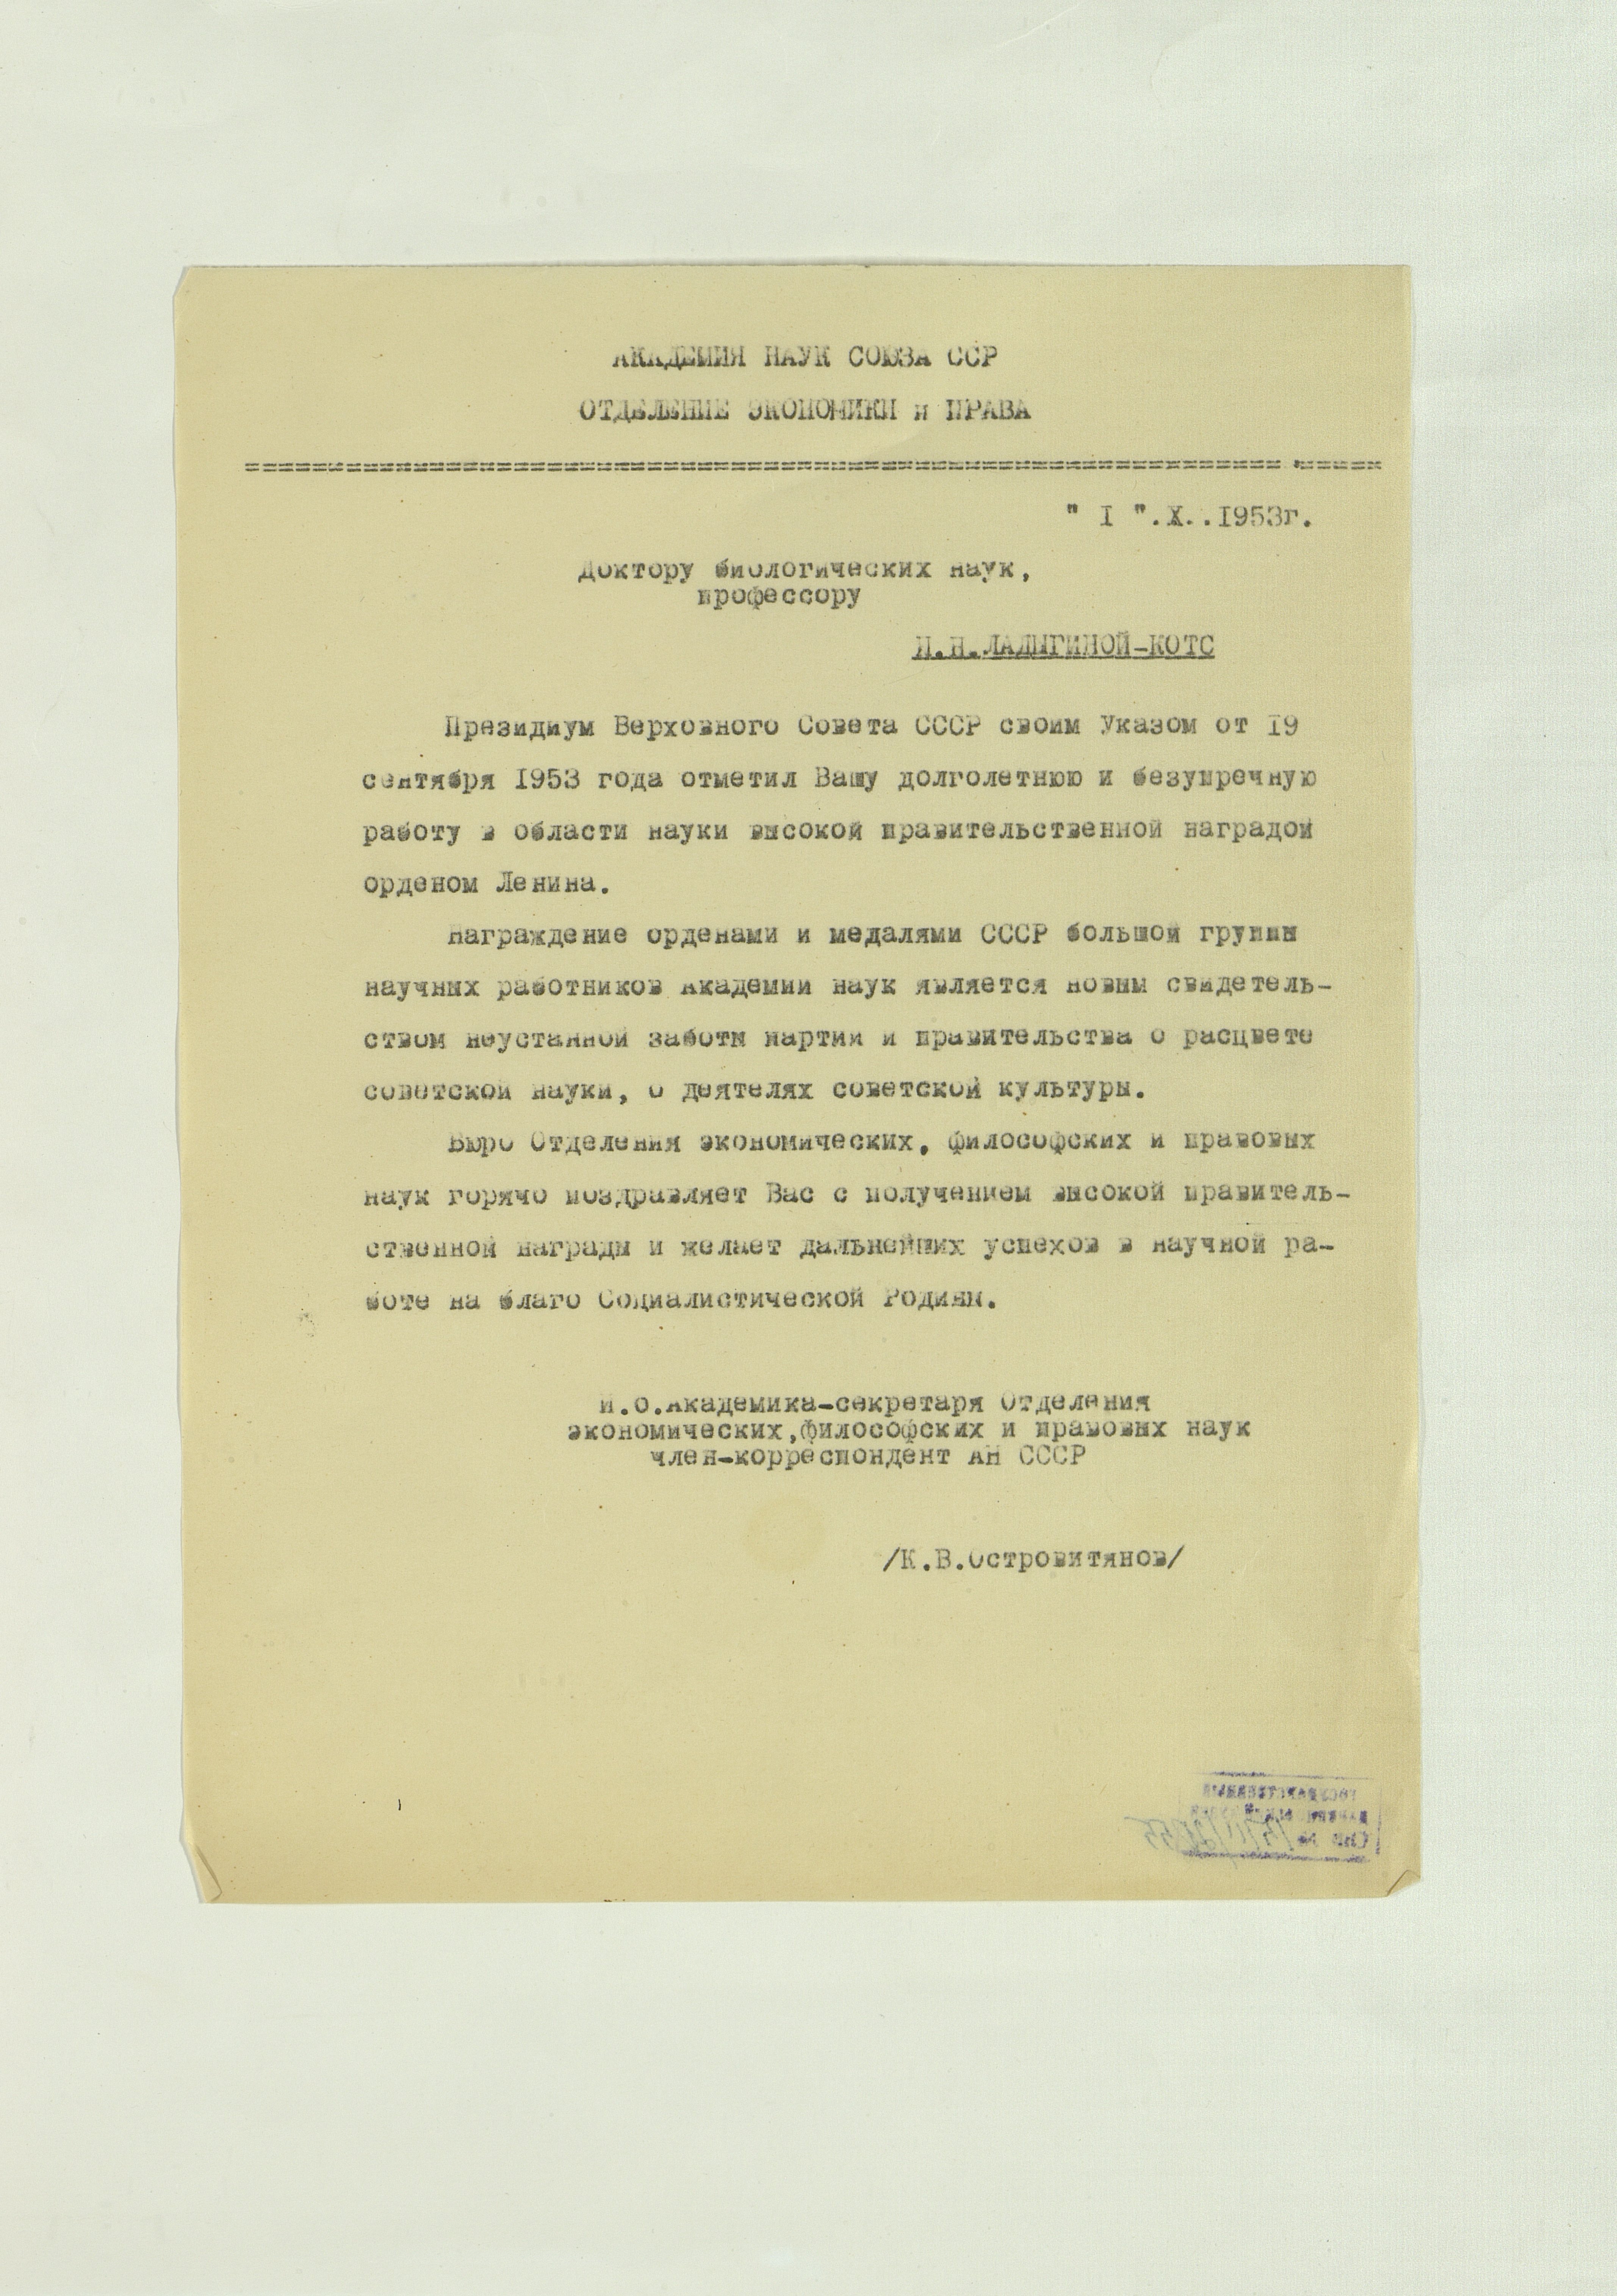 АКАДЕМИЯ НАУК СОЮЗА ССР
ОТДЕЛЕНИЕ ЭКОНОМИКИ и ПРАВА
" I ".X..1953г.
Доктору биологических наук,
профессору
Н.Н.ЛАДЫГИНОЙ-КОТС
Президиум Верховного Совета СССР своим Указом от 19
сентября 1953 года отметил Вашу долголетнюю и безупречную
работу в области науки высокой правительственной наградой
орденом Ленина.
Награждение орденами и медалями СССР большой группы
научных работников Академии наук является новым свидетель-
ством неустанной заботы партии и правительства о расцвете
советской науки, о деятелях советской культуры.
Бюро Отделения экономических, философских и правовых
наук горячо поздравляет Вас с получением высокой правитель-
ственной награды и желает дальнейших успехов в научной ра-
боте на благо Социалистической Родины.
И.о.Академика-секретаря Отделения
экономических,философских и правовых наук
член-корреспондент АН СССР
/К.В.Островитянов/